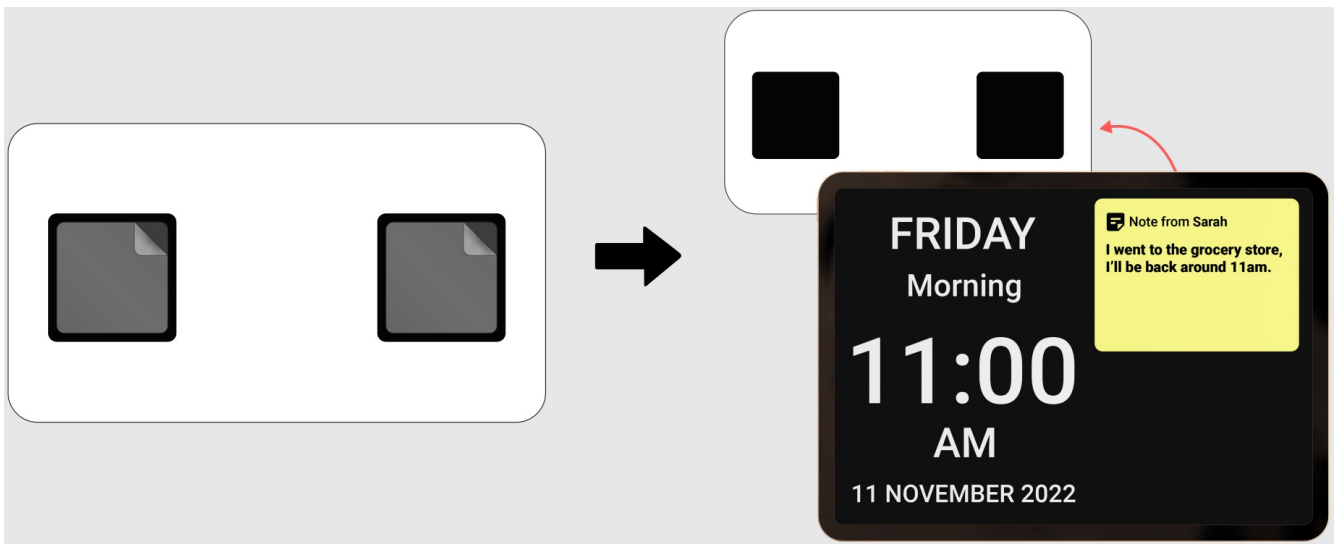 FRIDAY
Morning
11:00
AM
11 NOVEMBER 2022
Note from Sarah
I went to the grocery store,
I'll be back around 11am.